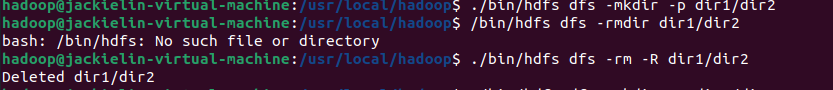 hadoop@jackielin-virtual-machine:/usr/local/hadoop$ ./bin/hdfs dfs -mkdir -p dir1/dir2
hadoop@jackielin-virtual-machine:/usr/local/hadoop$ /bin/hdfs dfs -rmdir dir1/dir2
bash: /bin/hdfs: No such file or directory
hadoop@jackielin-virtual-machine:/usr/local/hadoop$ ./bin/hdfs dfs -rm -R dir1/dir2
Deleted dir1/dir2